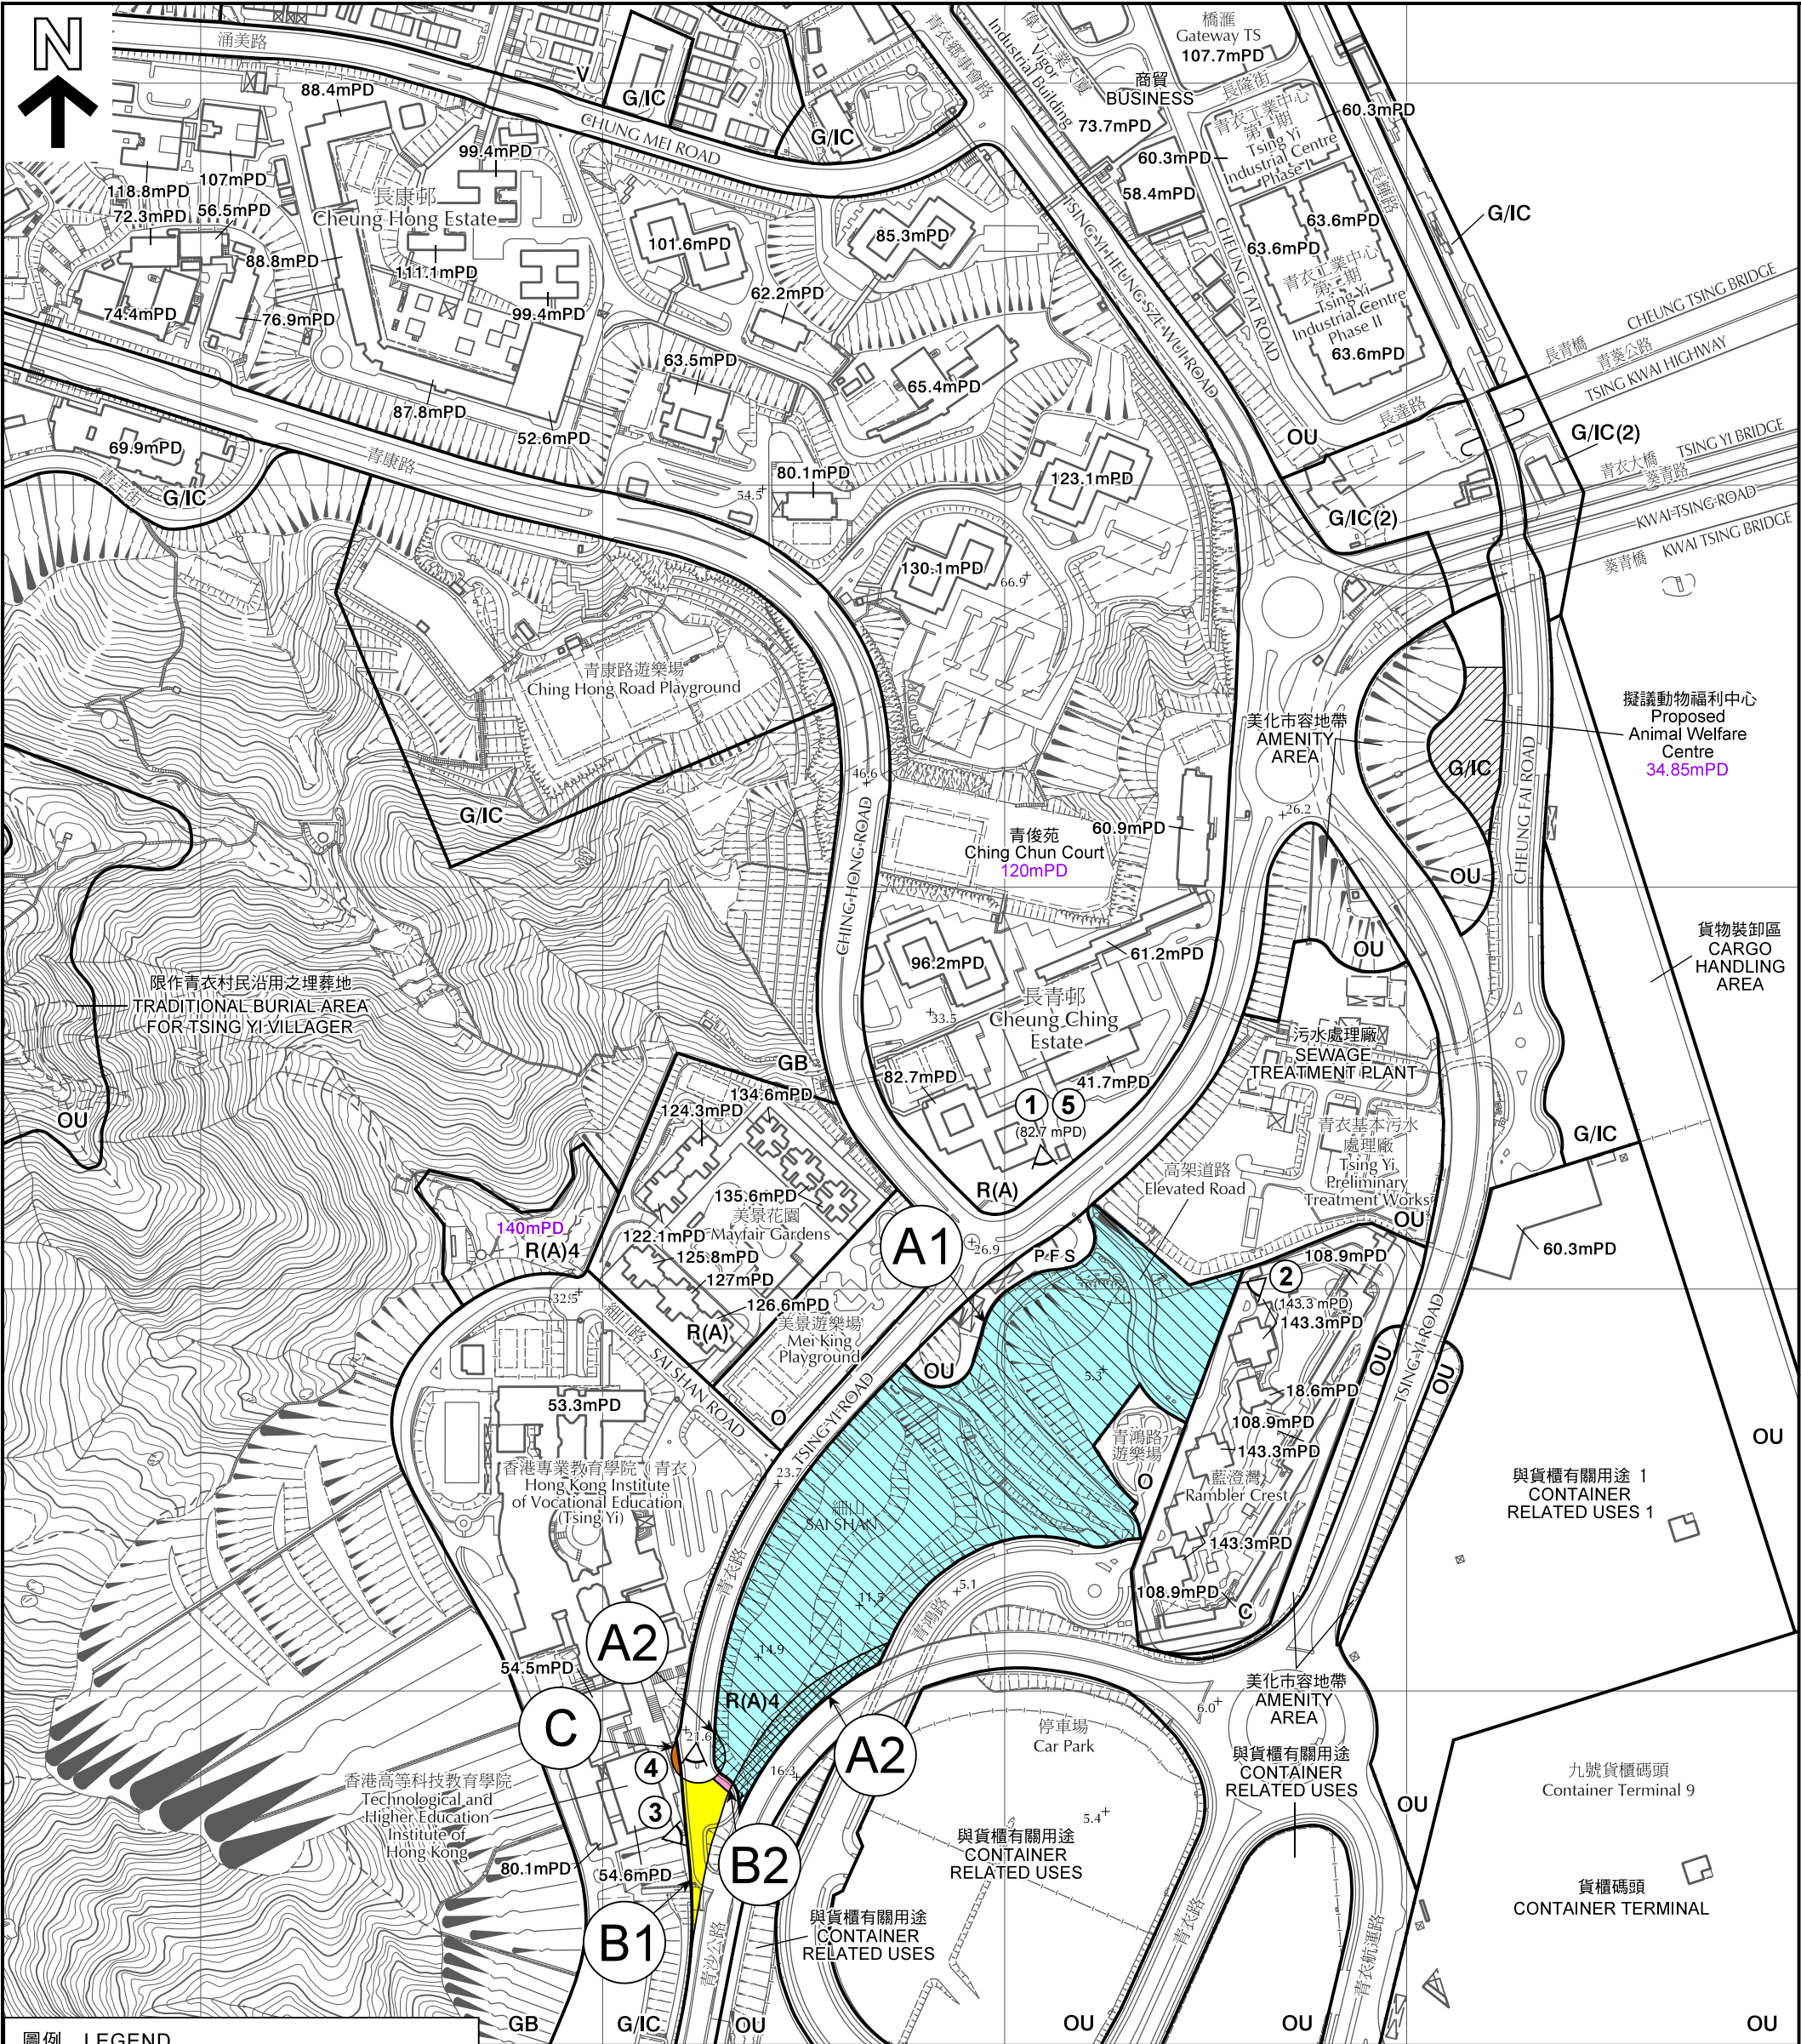 N
涌美路
V
G/IC
CHUNG MEI ROAD
G/IC
青衣鄉事會路
偉力工業大廈
Vigor
Industrial Building
橋滙
Gateway TS
107.7mPD
商貿
BUSINESS
73.7mPD
長隆街
青衣工業中心
第一期
Tsing Yi
Industrial Centre
Phase I
60.3mPD
60.3mPD
58.4mPD
長輝路
88.4mPD
99.4mPD
118.8mPD
107mPD
72.3mPD
56.5mPD
長康邨
Cheung Hong Estate
88.8mPD
111.1mPD
99.4mPD
74.4mPD
76.9mPD
87.8mPD
52.6mPD
101.6mPD
85.3mPD
62.2mPD
63.5mPD
65.4mPD
TSING YI HEUNG SZE WUI ROAD
CHEUNG TAT ROAD
63.6mPD
63.6mPD
青衣工業中心
第二期
Tsing Yi
Industrial Centre
Phase II
63.6mPD
G/IC
長青橋
CHEUNG TSING BRIDGE
青葵公路
TSING KWAI HIGHWAY
長達路
OU
G/IC(2)
青衣大橋
TSING YI BRIDGE
葵青路
KWAI TSING ROAD
葵青橋
KWAI TSING BRIDGE
G/IC(2)
69.9mPD
青康路
G/IC
54.5
80.1mPD
123.1mPD
130.1mPD
66.9
青康路遊樂場
Ching Hong Road Playground
G/IC
46.6
CHING HONG ROAD
美化市容地帶
AMENITY
AREA
G/IC
擬議動物福利中心
Proposed
Animal Welfare
Centre
34.85mPD
CHEUNG FAI ROAD
26.2
60.9mPD
青俊苑
Ching Chun Court
120mPD
OU
OU
貨物裝卸區
CARGO
HANDLING
AREA
96.2mPD
61.2mPD
33.5
長青邨
Cheung Ching
Estate
82.7mPD
41.7mPD
1
5
(82.7 mPD)
R(A)
限作青衣村民沿用之埋葬地
TRADITIONAL BURIAL AREA
FOR TSING YI VILLAGER
OU
GB
污水處理廠
SEWAGE
TREATMENT PLANT
青衣基本污水
處理廠
Tsing Yi
Preliminary
Treatment Works
OU
G/IC
60.3mPD
134.6mPD
124.3mPD
135.6mPD
美景花園
Mayfair Gardens
122.1mPD
125.8mPD
127mPD
126.6mPD
R(A)
140mPD
R(A)4
32.5
細山路
SAI SHAN ROAD
美景遊樂場
Mei King
Playground
O
A1
26.9
P F S
高架道路
Elevated Road
108.9mPD
2
(143.3 mPD)
143.3mPD
OU
5.3
TSING YI ROAD
TSING YI ROAD
OU
OU
18.6mPD
108.9mPD
143.3mPD
青鴻路
遊樂場
O
藍澄灣
Rambler Crest
143.3mPD
108.9mPD
C
53.3mPD
23.7
香港專業教育學院（青衣）
Hong Kong Institute
of Vocational Education
(Tsing Yi)
細山
SAI SHAN
青衣路
11.5
14.9
青鴻路
5.1
OU
與貨櫃有關用途 1
CONTAINER
RELATED USES 1
A2
54.5mPD
C
R(A)4
21.6
4
3
A2
16.3
停車場
Car Park
6.0
美化市容地帶
AMENITY
AREA
與貨櫃有關用途
CONTAINER
RELATED USES
九號貨櫃碼頭
Container Terminal 9
OU
5.4
香港高等科技教育學院
Technological and
Higher Education
Institute of
Hong Kong
80.1mPD
54.6mPD
B2
B1
與貨櫃有關用途
CONTAINER
RELATED USES
與貨櫃有關用途
CONTAINER
RELATED USES
青沙公路
青衣路
青衣航運路
貨櫃碼頭
CONTAINER TERMINAL
GB
G/IC
OU
OU
OU
OU
圖例 LEGEND